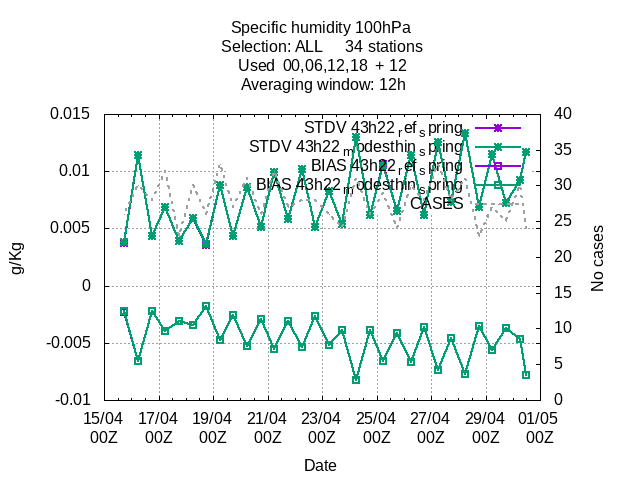 Specific humidity 100hPa
Selection: ALL 34 stations
Used 00,06,12,18 + 12
Averaging window: 12h
0.015
0.01
0.005
0
-0.005
-0.01
g/Kg
STDV 43h22_ref_spring
STDV 43h22_modesthin_spring
BIAS 43h22_ref_spring
BIAS 43h22_modesthin_spring
CASES
40
35
30
25
20
15
10
5
0
No cases
15/04 17/04 19/04 21/04 23/04 25/04 27/04 29/04 01/05
00Z 00Z 00Z 00Z 00Z 00Z 00Z 00Z 00Z
Date